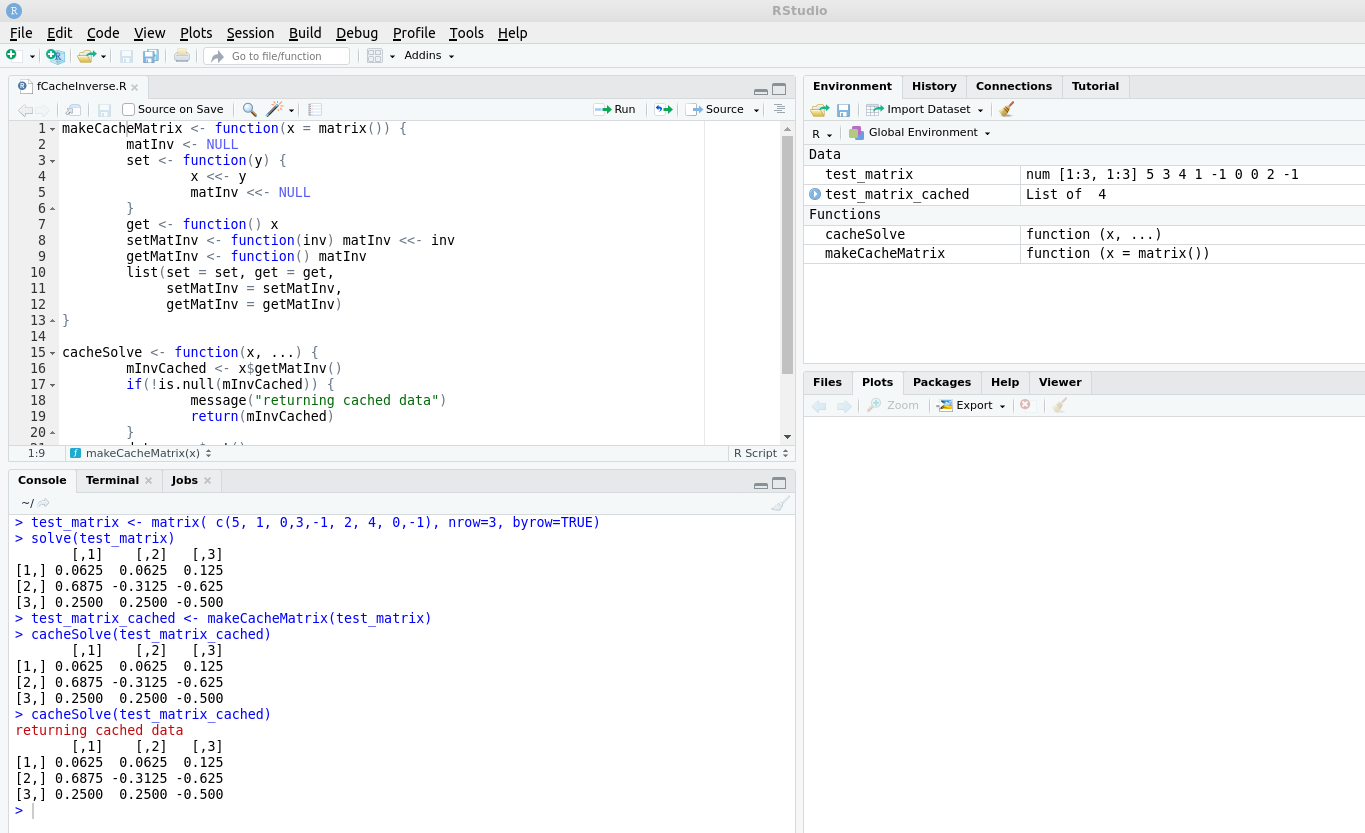 RStudio
File Edit Code View Plots Session Build Debug Profile Tools Help
Go to file/function Addins
fCacheInverse.R
Source on Save Run Source
1 makeCacheMatrix <- function(x = matrix()) {
2         matInv <- NULL
3         set <- function(y) {
4                 x <<- y
5                 matInv <<- NULL
6         }
7         get <- function() x
8         setMatInv <- function(inv) matInv <<- inv
9         getMatInv <- function() matInv
10         list(set = set, get = get,
11              setMatInv = setMatInv,
12              getMatInv = getMatInv)
13 }
14
15 cacheSolve <- function(x, ...) {
16         mInvCached <- x$getMatInv()
17         if(!is.null(mInvCached)) {
18                 message("returning cached data")
19                 return(mInvCached)
20         }
1:9 makeCacheMatrix(x) R Script
Console Terminal Jobs
~/
> test_matrix <- matrix( c(5, 1, 0,3,-1, 2, 4, 0,-1), nrow=3, byrow=TRUE)
> solve(test_matrix)
       [,1]    [,2]   [,3]
[1,] 0.0625  0.0625  0.125
[2,] 0.6875 -0.3125 -0.625
[3,] 0.2500  0.2500 -0.500
> test_matrix_cached <- makeCacheMatrix(test_matrix)
> cacheSolve(test_matrix_cached)
       [,1]    [,2]   [,3]
[1,] 0.0625  0.0625  0.125
[2,] 0.6875 -0.3125 -0.625
[3,] 0.2500  0.2500 -0.500
> cacheSolve(test_matrix_cached)
returning cached data
       [,1]    [,2]   [,3]
[1,] 0.0625  0.0625  0.125
[2,] 0.6875 -0.3125 -0.625
[3,] 0.2500  0.2500 -0.500
>
Environment History Connections Tutorial
Import Dataset
R Global Environment
Data
test_matrix num [1:3, 1:3] 5 3 4 1 -1 0 0 2 -1
test_matrix_cached List of  4
Functions
cacheSolve function (x, ...)
makeCacheMatrix function (x = matrix())
Files Plots Packages Help Viewer
Zoom Export